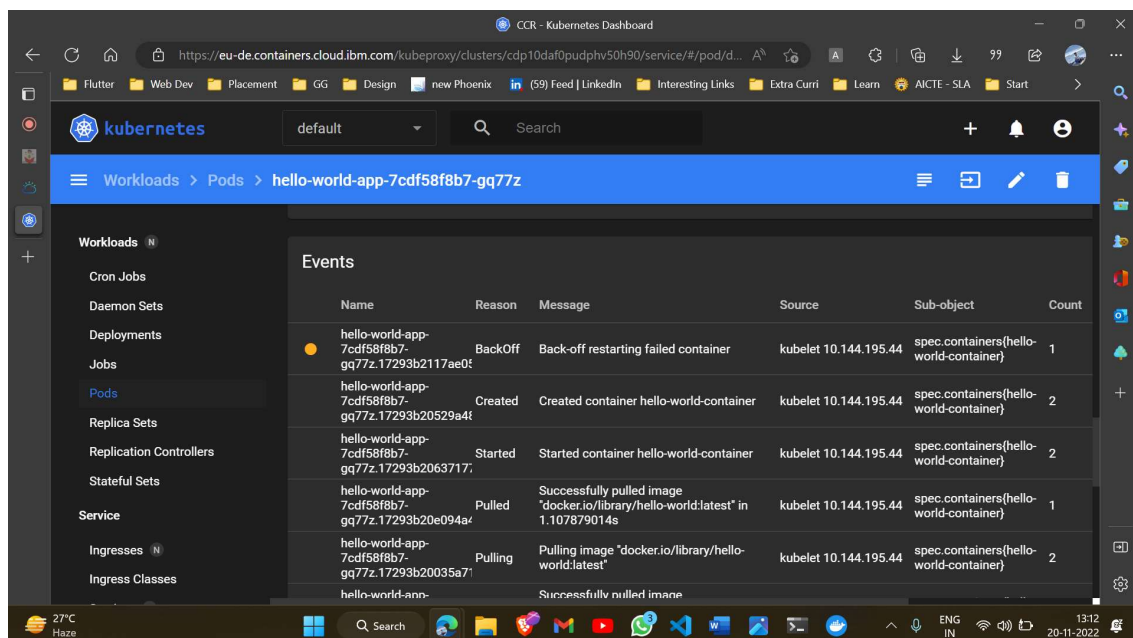 CCR - Kubernetes Dashboard
https://eu-de.containers.cloud.ibm.com/kubeproxy/clusters/cdp10daf0pudphv50h90/service/#/pod/d...
Flutter Web Dev Placement GG Design new Phoenix (59) Feed | LinkedIn Interesting Links Extra Curri Learn AICTE - SLA Start
kubernetes default Search
Workloads > Pods > hello-world-app-7cdf58f8b7-gq77z
Workloads N
Cron Jobs
Daemon Sets
Deployments
Jobs
Pods
Replica Sets
Replication Controllers
Stateful Sets
Service
Ingresses N
Ingress Classes
Events
Name Reason Message Source Sub-object Count
hello-world-app-
7cdf58f8b7-
gq77z.17293b2117ae05
BackOff
Back-off restarting failed container
kubelet 10.144.195.44
spec.containers{hello-
world-container}
1
hello-world-app-
7cdf58f8b7-
gq77z.17293b20529a48
Created
Created container hello-world-container
kubelet 10.144.195.44
spec.containers{hello-
world-container}
2
hello-world-app-
7cdf58f8b7-
gq77z.17293b20637177
Started
Started container hello-world-container
kubelet 10.144.195.44
spec.containers{hello-
world-container}
2
hello-world-app-
7cdf58f8b7-
gq77z.17293b20e094a4
Pulled
Successfully pulled image
"docker.io/library/hello-world:latest" in
1.107879014s
kubelet 10.144.195.44
spec.containers{hello-
world-container}
1
hello-world-app-
7cdf58f8b7-
gq77z.17293b20035a71
Pulling
Pulling image "docker.io/library/hello-
world:latest"
kubelet 10.144.195.44
spec.containers{hello-
world-container}
2
hello-world-app-
Successfully pulled image
27°C
Haze
Search
3
ENG
IN
13:12
20-11-2022